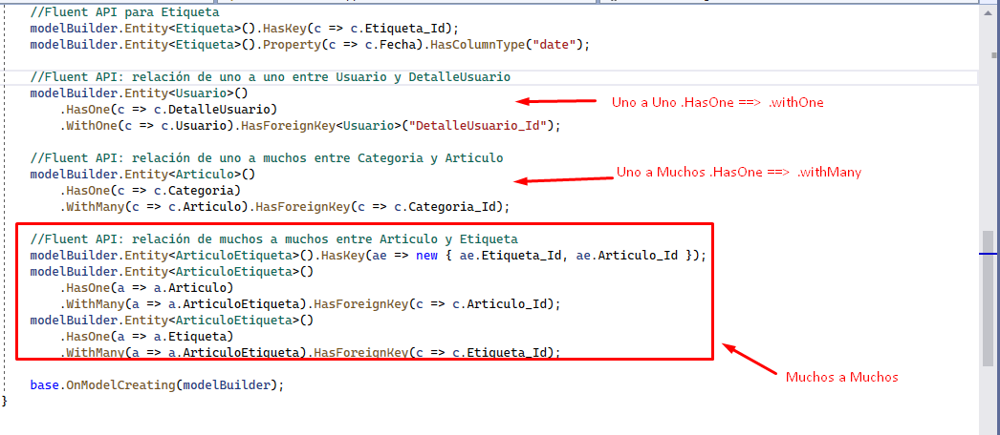 //Fluent API para Etiqueta
modelBuilder.Entity<Etiqueta>().HasKey(c => c.Etiqueta_Id);
modelBuilder.Entity<Etiqueta>().Property(c => c.Fecha).HasColumnType("date");
//Fluent API: relación de uno a uno entre Usuario y DetalleUsuario
modelBuilder.Entity<Usuario>()
.HasOne(c => c.DetalleUsuario)
Uno a Uno .HasOne ==> .withOne
.WithOne(c => c.Usuario).HasForeignKey<Usuario>("DetalleUsuario_Id");
//Fluent API: relación de uno a muchos entre Categoria y Articulo
modelBuilder.Entity<Articulo>()
Uno a Muchos .HasOne ==> .withMany
.HasOne(c => c.Categoria)
.WithMany(c => c.Articulo).HasForeignKey(c => c.Categoria_Id);
//Fluent API: relación de muchos a muchos entre Articulo y Etiqueta
modelBuilder.Entity<ArticuloEtiqueta>().HasKey(ae => new { ae.Etiqueta_Id, ae.Articulo_Id });
modelBuilder.Entity<ArticuloEtiqueta>()
.HasOne(a => a.Articulo)
.WithMany(a => a.ArticuloEtiqueta).HasForeignKey(c => c.Articulo_Id);
modelBuilder.Entity<ArticuloEtiqueta>()
.HasOne(a => a.Etiqueta)
.WithMany(a => a.ArticuloEtiqueta).HasForeignKey(c => c.Etiqueta_Id);
Muchos a Muchos
base.OnModelCreating(modelBuilder);
}